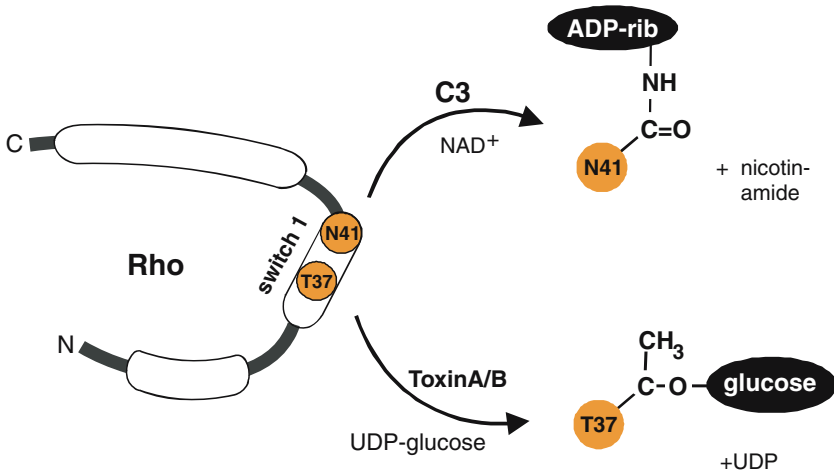 ADP-rib
NH
C=O
N41
C3
NAD+
+ nicotin-
amide
C
N41
switch 1
T37
Rho
N
ToxinA/B
UDP-glucose
CH3
C-O-glucose
T37
+UDP